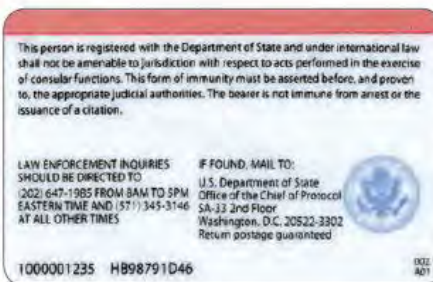 This person is registered with the Department of State and under international law
shall not be amenable to jurisdiction with respect to acts performed in the exercise
of consular functions. This form of immunity must be asserted before, and proven
to, the appropriate judicial authorities. The bearer is not immune from arrest or the
issuance of a citation.
LAW ENFORCEMENT INQUIRIES
SHOULD BE DIRECTED TO
(202) 647-1985 FROM 8AM TO 5PM
EASTERN TIME AND (571) 345-3146
AT ALL OTHER TIMES
IF FOUND, MAIL TO:
U.S. Department of State
Office of the Chief of Protocol
SA-33 2nd Floor
Washington, D.C. 20522-3302
Return postage guaranteed
1000001235 HB98791D46
002
A01